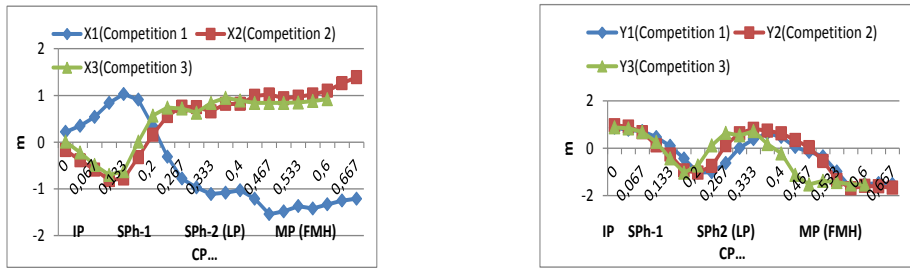 X1(Competition 1
X2(Competition 2)
X3(Competition 3)
m
2
1
0
-1
-2
0
0,067
0,133
0,2
0,267
0,333
0,4
0,467
0,533
0,6
0,667
IP SPh-1 SPh-2 (LP) MP (FMH)
CP…
Y1(Competition 1)
Y2(Competition 2)
Y3(Competition 3)
m
2
0
-2
0
0,067
0,133
0,2
0,267
0,333
0,4
0,467
0,533
0,6
0,667
IP SPh-1 SPh2 (LP) MP (FMH)
CP…